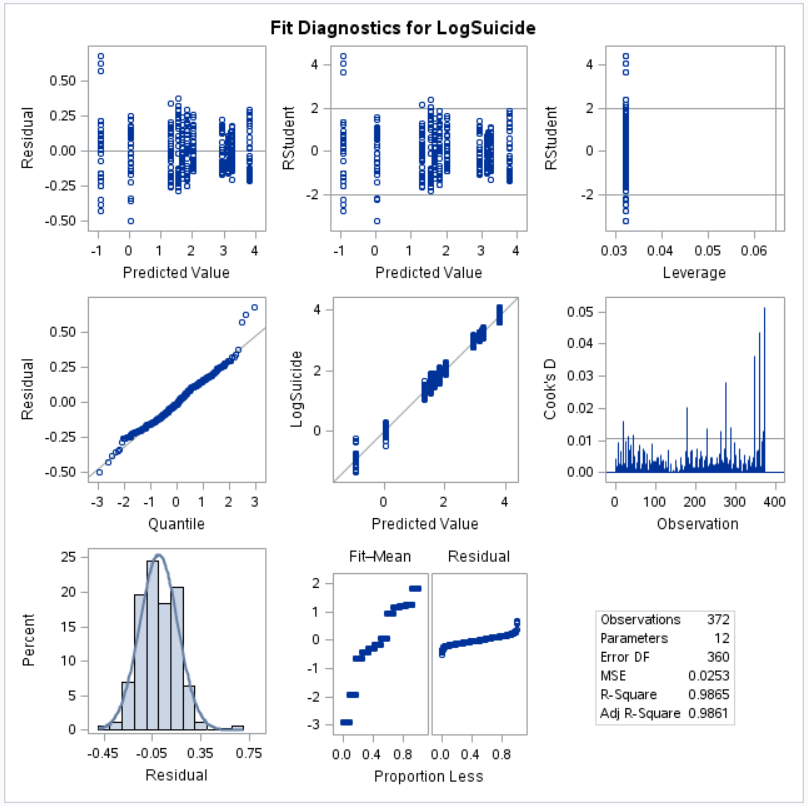 Fit Diagnostics for LogSuicide
Residual
0.50
0.25
0.00
-0.25
-0.50
-1 0 1 2 3 4
Predicted Value
RStudent
4
2
0
-2
-1 0 1 2 3 4
Predicted Value
RStudent
4
2
0
-2
0.03 0.04 0.05 0.06
Leverage
Residual
0.50
0.25
0.00
-0.25
-0.50
-3 -2 -1 0 1 2 3
Quantile
LogSuicide
4
2
0
0 2 4
Predicted Value
Cook's D
0.05
0.04
0.03
0.02
0.01
0.00
0 100 200 300 400
Observation
Percent
25
20
15
10
5
0
-0.45 -0.05 0.35 0.75
Residual
Fit–Mean Residual
2
1
0
-1
-2
-3
0.0 0.4 0.8 0.0 0.4 0.8
Proportion Less
Observations 372
Parameters 12
Error DF 360
MSE 0.0253
R-Square 0.9865
Adj R-Square 0.9861